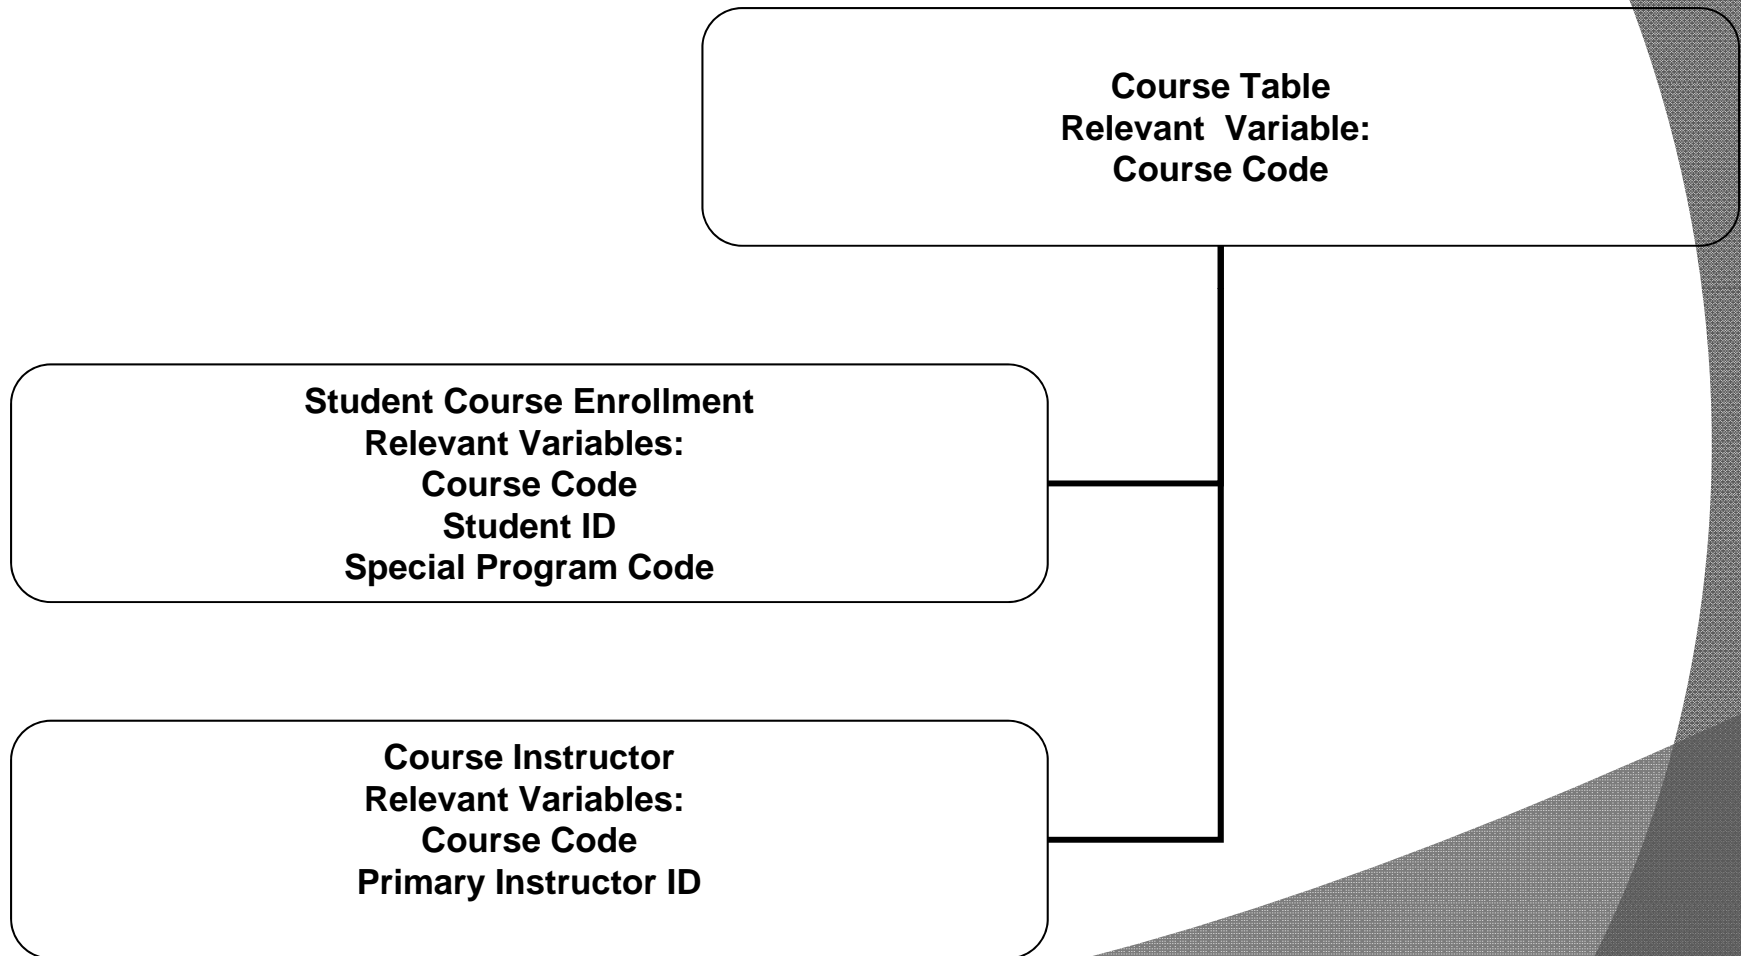 Course Table
Relevant  Variable:
Course Code
Student Course Enrollment
Relevant Variables:
Course Code
Student ID
Special Program Code
Course Instructor
Relevant Variables:
Course Code
Primary Instructor ID